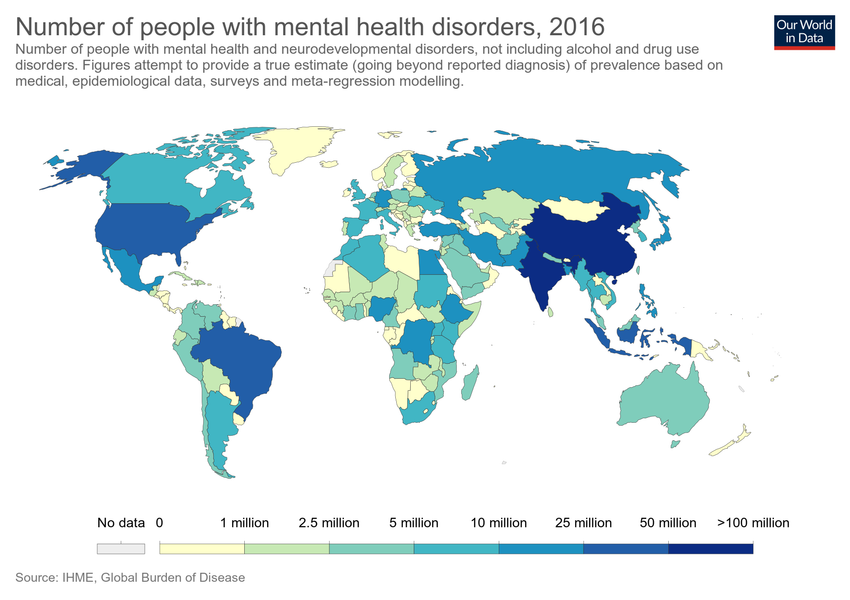 Number of people with mental health disorders, 2016
Our World
in Data
Number of people with mental health and neurodevelopmental disorders, not including alcohol and drug use
disorders. Figures attempt to provide a true estimate (going beyond reported diagnosis) of prevalence based on
medical, epidemiological data, surveys and meta-regression modelling.
No data 0 1 million 2.5 million 5 million 10 million 25 million 50 million >100 million
Source: IHME, Global Burden of Disease